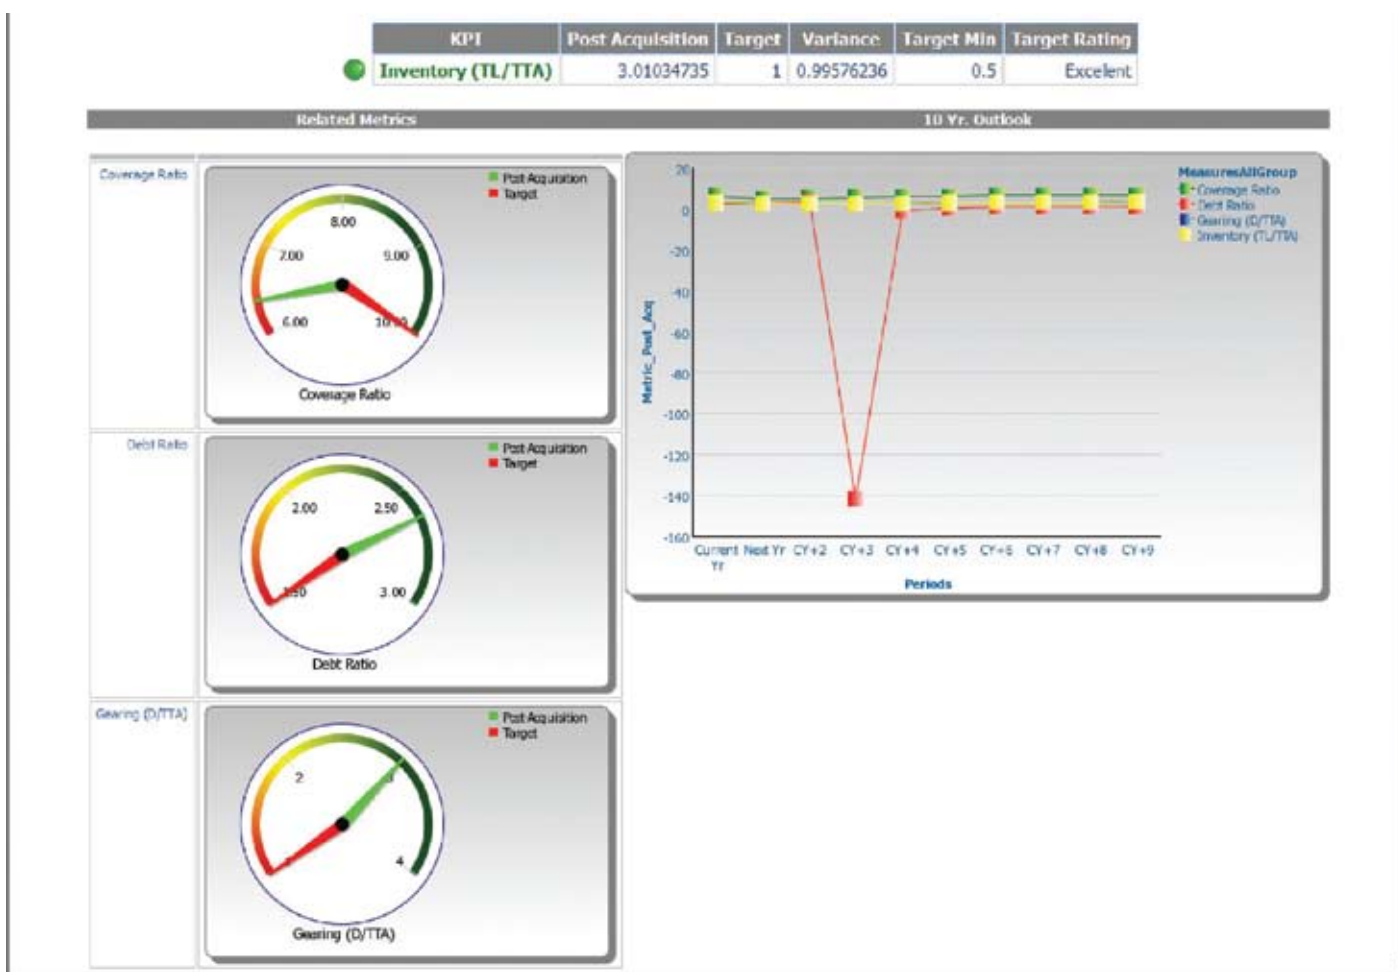 KPI Post Acquisition Target Variance Target Min Target Rating
Inventory (TL/TTA) 3.01034735 1 0.99576236 0.5 Excelent
Related Metrics 10 Yr. Outlook
Coverage Ratio
Post Acquisition
Target
6.00 7.00 8.00 9.00
Coverage Ratio
Debt Ratio
Post Acquisition
Target
2.00 2.50 3.00
Debt Ratio
Gearing (D/TTA)
Post Acquisition
Target
2 4
Gearing (D/TTA)
Metric_Post_Acq
20
0
-20
-40
-60
-80
-100
-120
-140
-160
Current Yr Next Yr CY+2 CY+3 CY+4 CY+5 CY+6 CY+7 CY+8 CY+9
Periods
MeasuresAllGroup
Coverage Ratio
Debt Ratio
Gearing (D/TTA)
Inventory (TL/TTA)